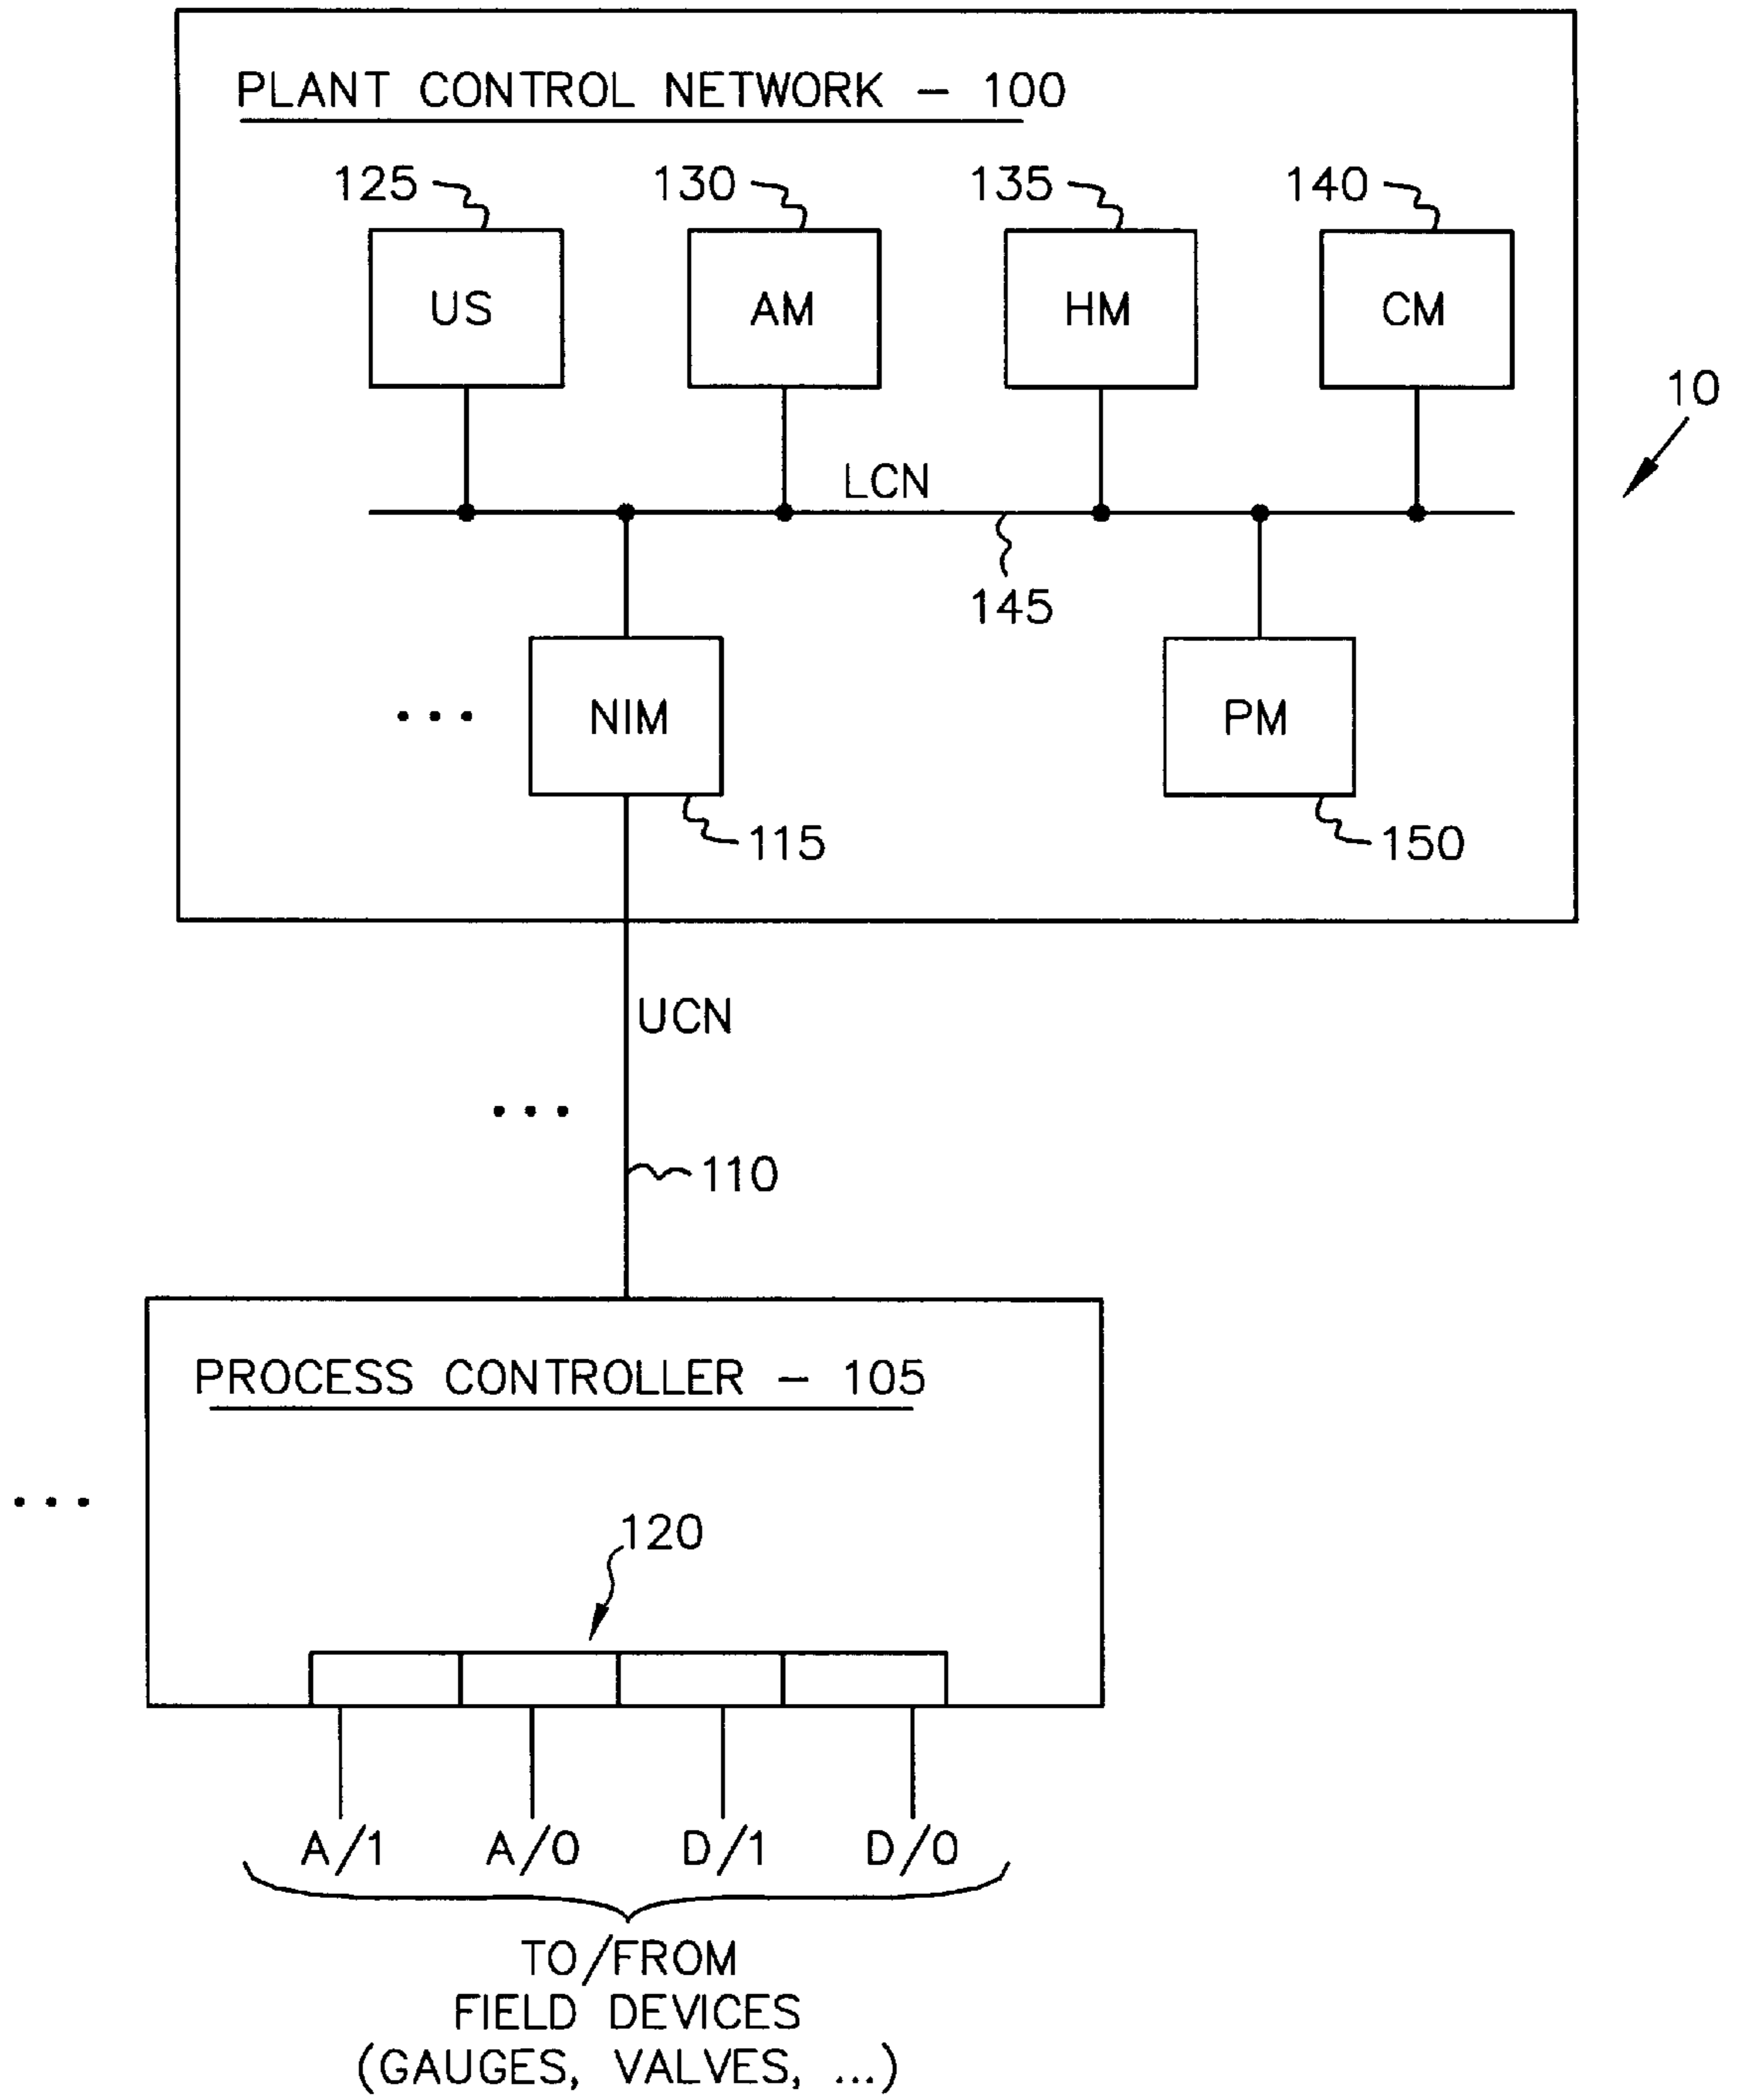 PLANT CONTROL NETWORK - 100
125
130
135
140
US
AM
HM
CM
10
LCN
145
...
NIM
PM
115
150
UCN
...
110
PROCESS CONTROLLER - 105
...
120
A/1
A/0
D/1
D/0
TO/FROM
FIELD DEVICES
(GAUGES, VALVES, ...)